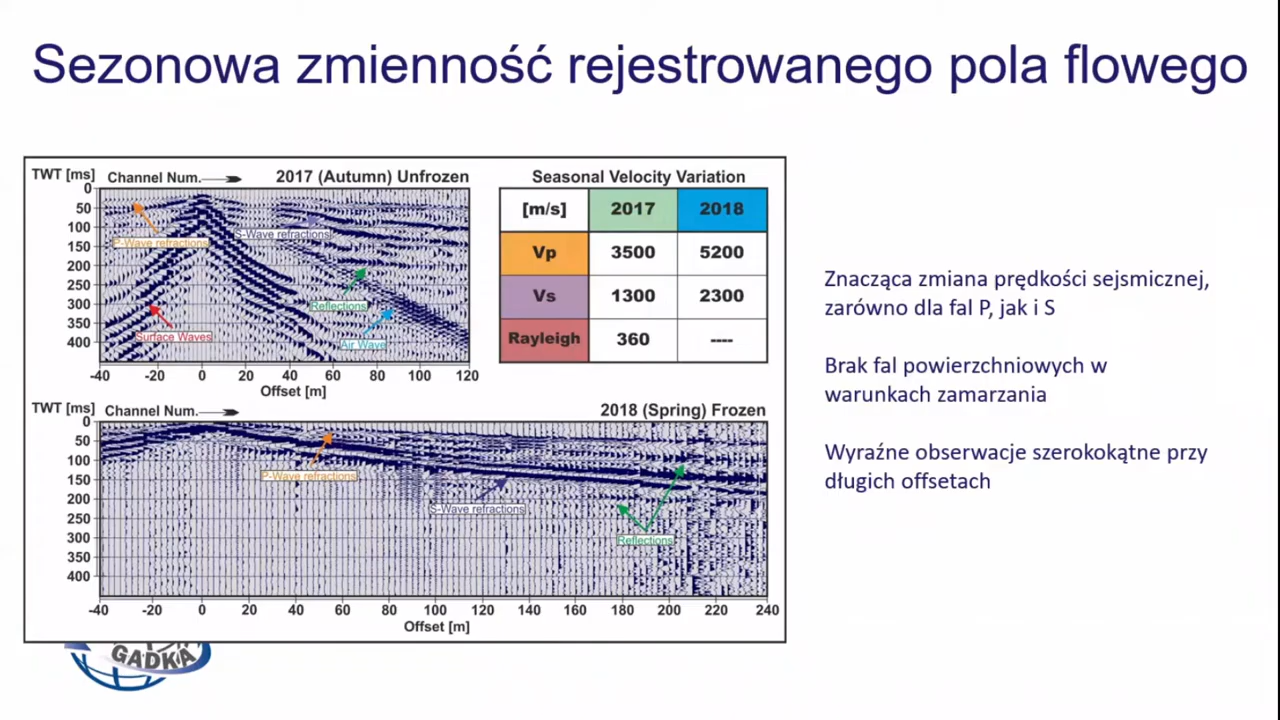 Sezonowa zmienność rejestrowanego pola flowego
TWT [ms]
Channel Num.
2017 (Autumn) Unfrozen
0
50
100
150
200
250
300
350
400
P-Wave refractions
S-Wave refractions
Reflections
Surface Waves
Air Wave
-40 -20 0 20 40 60 80 100 120
Offset [m]
Seasonal Velocity Variation
[m/s] 2017 2018
Vp 3500 5200
Vs 1300 2300
Rayleigh 360 ----
TWT [ms]
Channel Num.
2018 (Spring) Frozen
0
50
100
150
200
250
300
350
400
P-Wave refractions
S-Wave refractions
Reflections
-40 -20 0 20 40 60 80 100 120 140 160 180 200 220 240
Offset [m]
Znacząca zmiana prędkości sejsmicznej,
zarówno dla fal P, jak i S
Brak fal powierzchniowych w
warunkach zamarzania
Wyraźne obserwacje szerokokątne przy
długich offsetach
GADKA